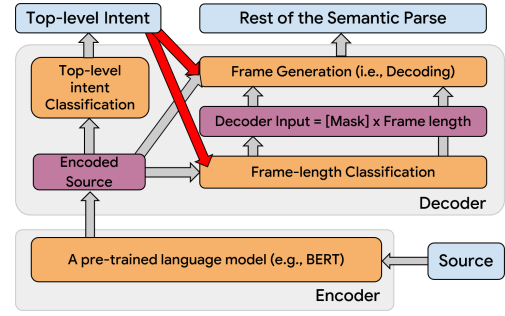 Top-level Intent
Rest of the Semantic Parse
Top-level
intent
Classification
Frame Generation (i.e., Decoding)
Decoder Input = [Mask] x Frame length
Encoded
Source
Frame-length Classification
Decoder
A pre-trained language model (e.g., BERT)
Source
Encoder